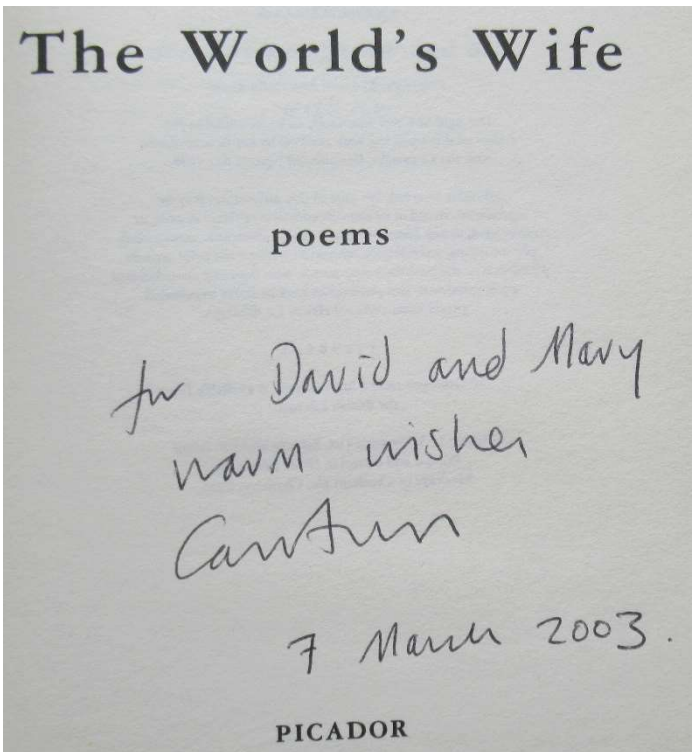 The World's Wife
poems
for David and Mary
warm wishes
7 March 2003.
PICADOR